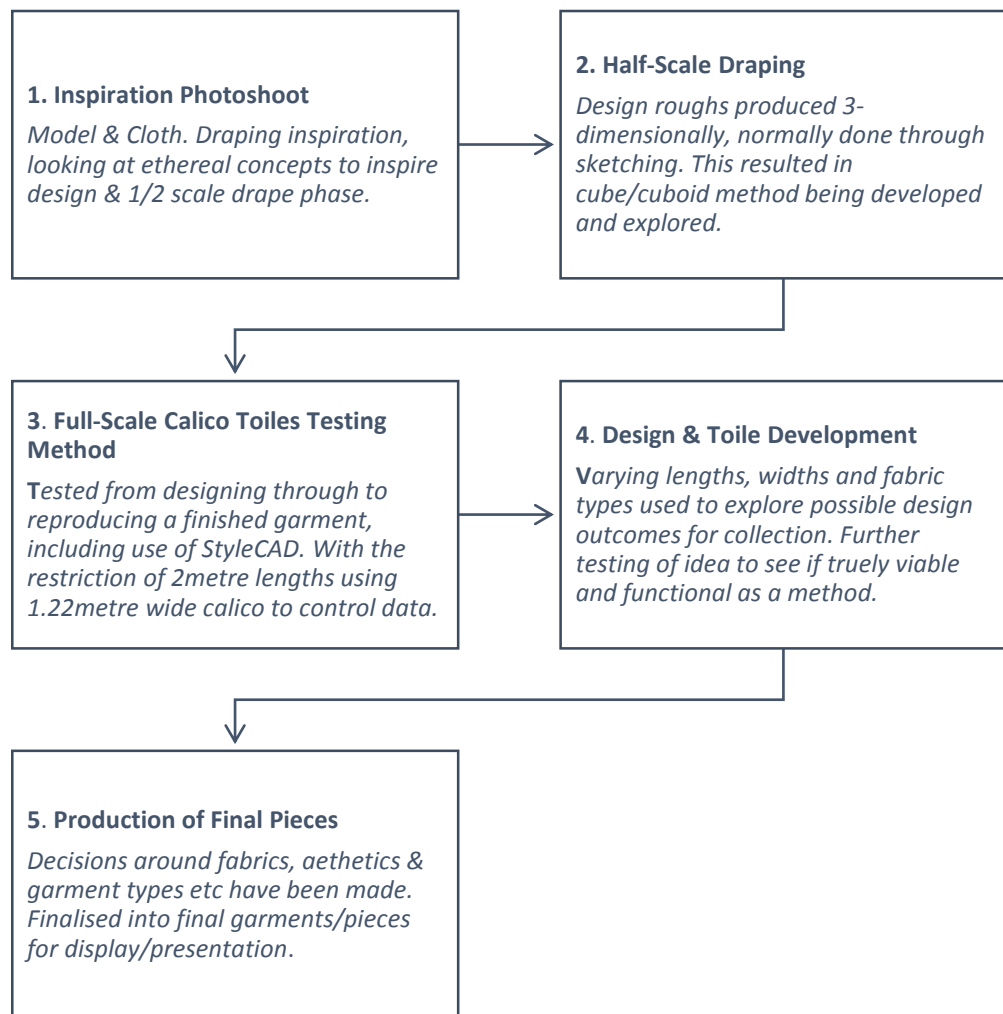 1. Inspiration Photoshoot
Model & Cloth. Draping inspiration,
looking at ethereal concepts to inspire
design & 1/2 scale drape phase.
2. Half-Scale Draping
Design roughs produced 3-
dimensionally, normally done through
sketching. This resulted in
cube/cuboid method being developed
and explored.
3. Full-Scale Calico Toiles Testing
Method
Tested from designing through to
reproducing a finished garment,
including use of StyleCAD. With the
restriction of 2metre lengths using
1.22metre wide calico to control data.
4. Design & Toile Development
Varying lengths, widths and fabric
types used to explore possible design
outcomes for collection. Further
testing of idea to see if truely viable
and functional as a method.
5. Production of Final Pieces
Decisions around fabrics, aethetics &
garment types etc have been made.
Finalised into final garments/pieces
for display/presentation.